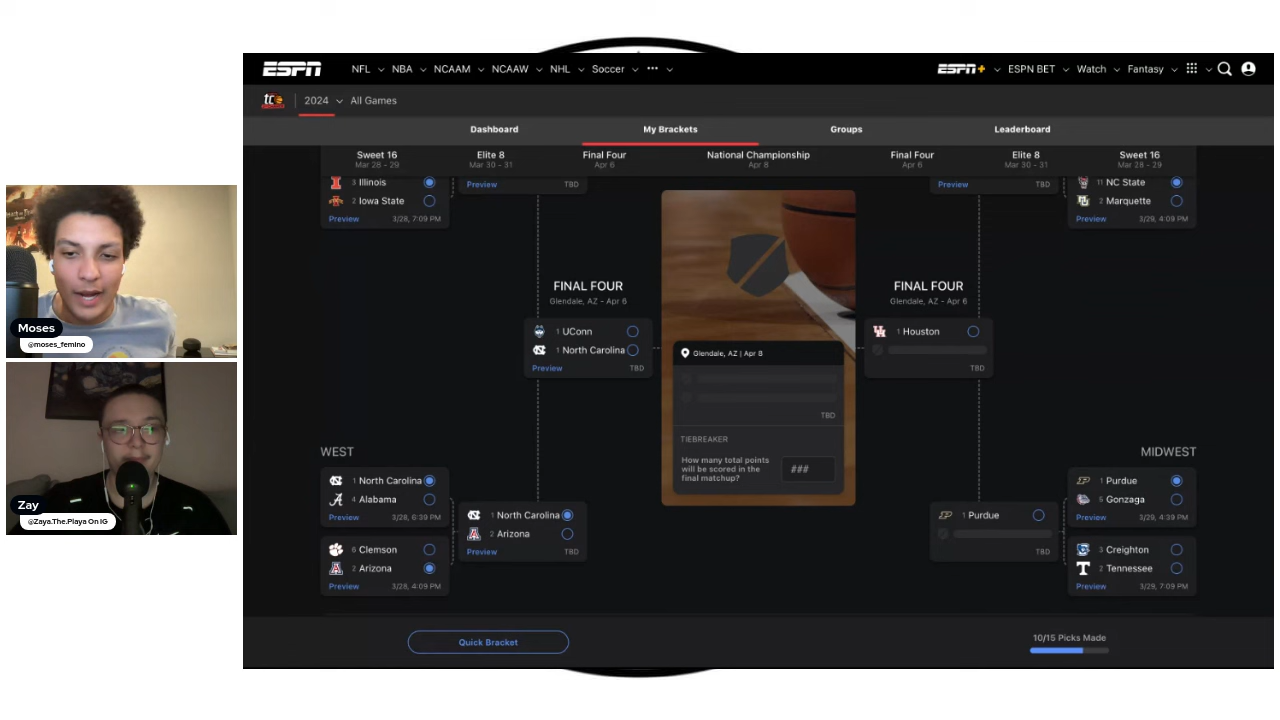 ESPN NFL NBA NCAAM NCAAW NHL Soccer ••• ESPN+ ESPN BET Watch Fantasy
tc 2024 All Games
Dashboard My Brackets Groups Leaderboard
Sweet 16 Elite 8 Final Four National Championship Final Four Elite 8 Sweet 16
Mar 28 - 29 Mar 30 - 31 Apr 6 Apr 8 Apr 6 Mar 30 - 31 Mar 28 - 29
3 Illinois
2 Iowa State
Preview 3/28, 7:09 PM
Preview TBD
Preview TBD
11 NC State
2 Marquette
Preview 3/29, 4:09 PM
FINAL FOUR
Glendale, AZ - Apr 6
1 UConn
1 North Carolina
Preview TBD
Glendale, AZ | Apr 8
TBD
TIEBREAKER
How many total points
will be scored in the
final matchup?
###
FINAL FOUR
Glendale, AZ - Apr 6
1 Houston
TBD
WEST
1 North Carolina
4 Alabama
Preview 3/28, 6:39 PM
6 Clemson
2 Arizona
Preview 3/28, 4:09 PM
1 North Carolina
2 Arizona
Preview TBD
MIDWEST
1 Purdue
TBD
1 Purdue
5 Gonzaga
Preview 3/29, 4:39 PM
3 Creighton
2 Tennessee
Preview 3/29, 7:09 PM
Quick Bracket
10/15 Picks Made
Moses
@moses_femino
Zay
@Zaya.The.Playa On IG